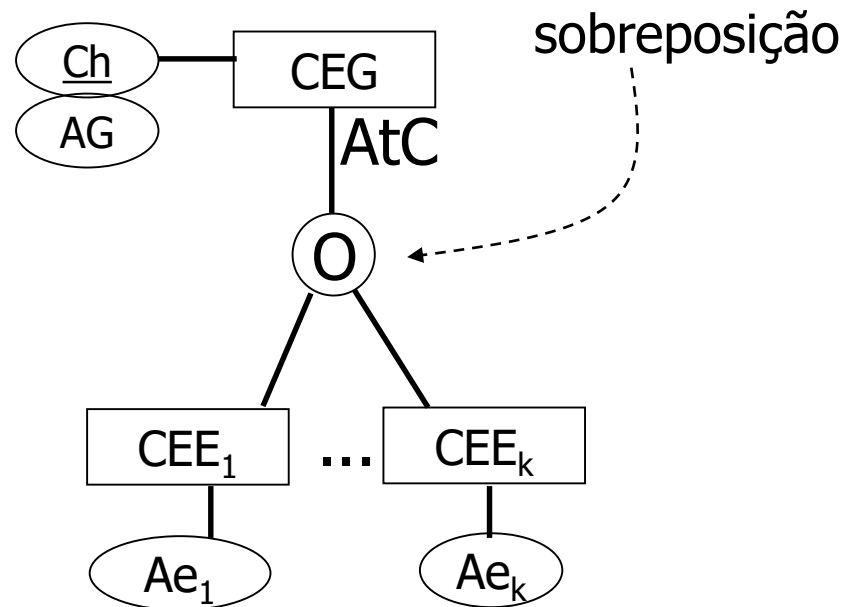 sobreposição
Ch
CEG
AG
AtC
O
CEE1
...
CEEk
Ae1
Aek